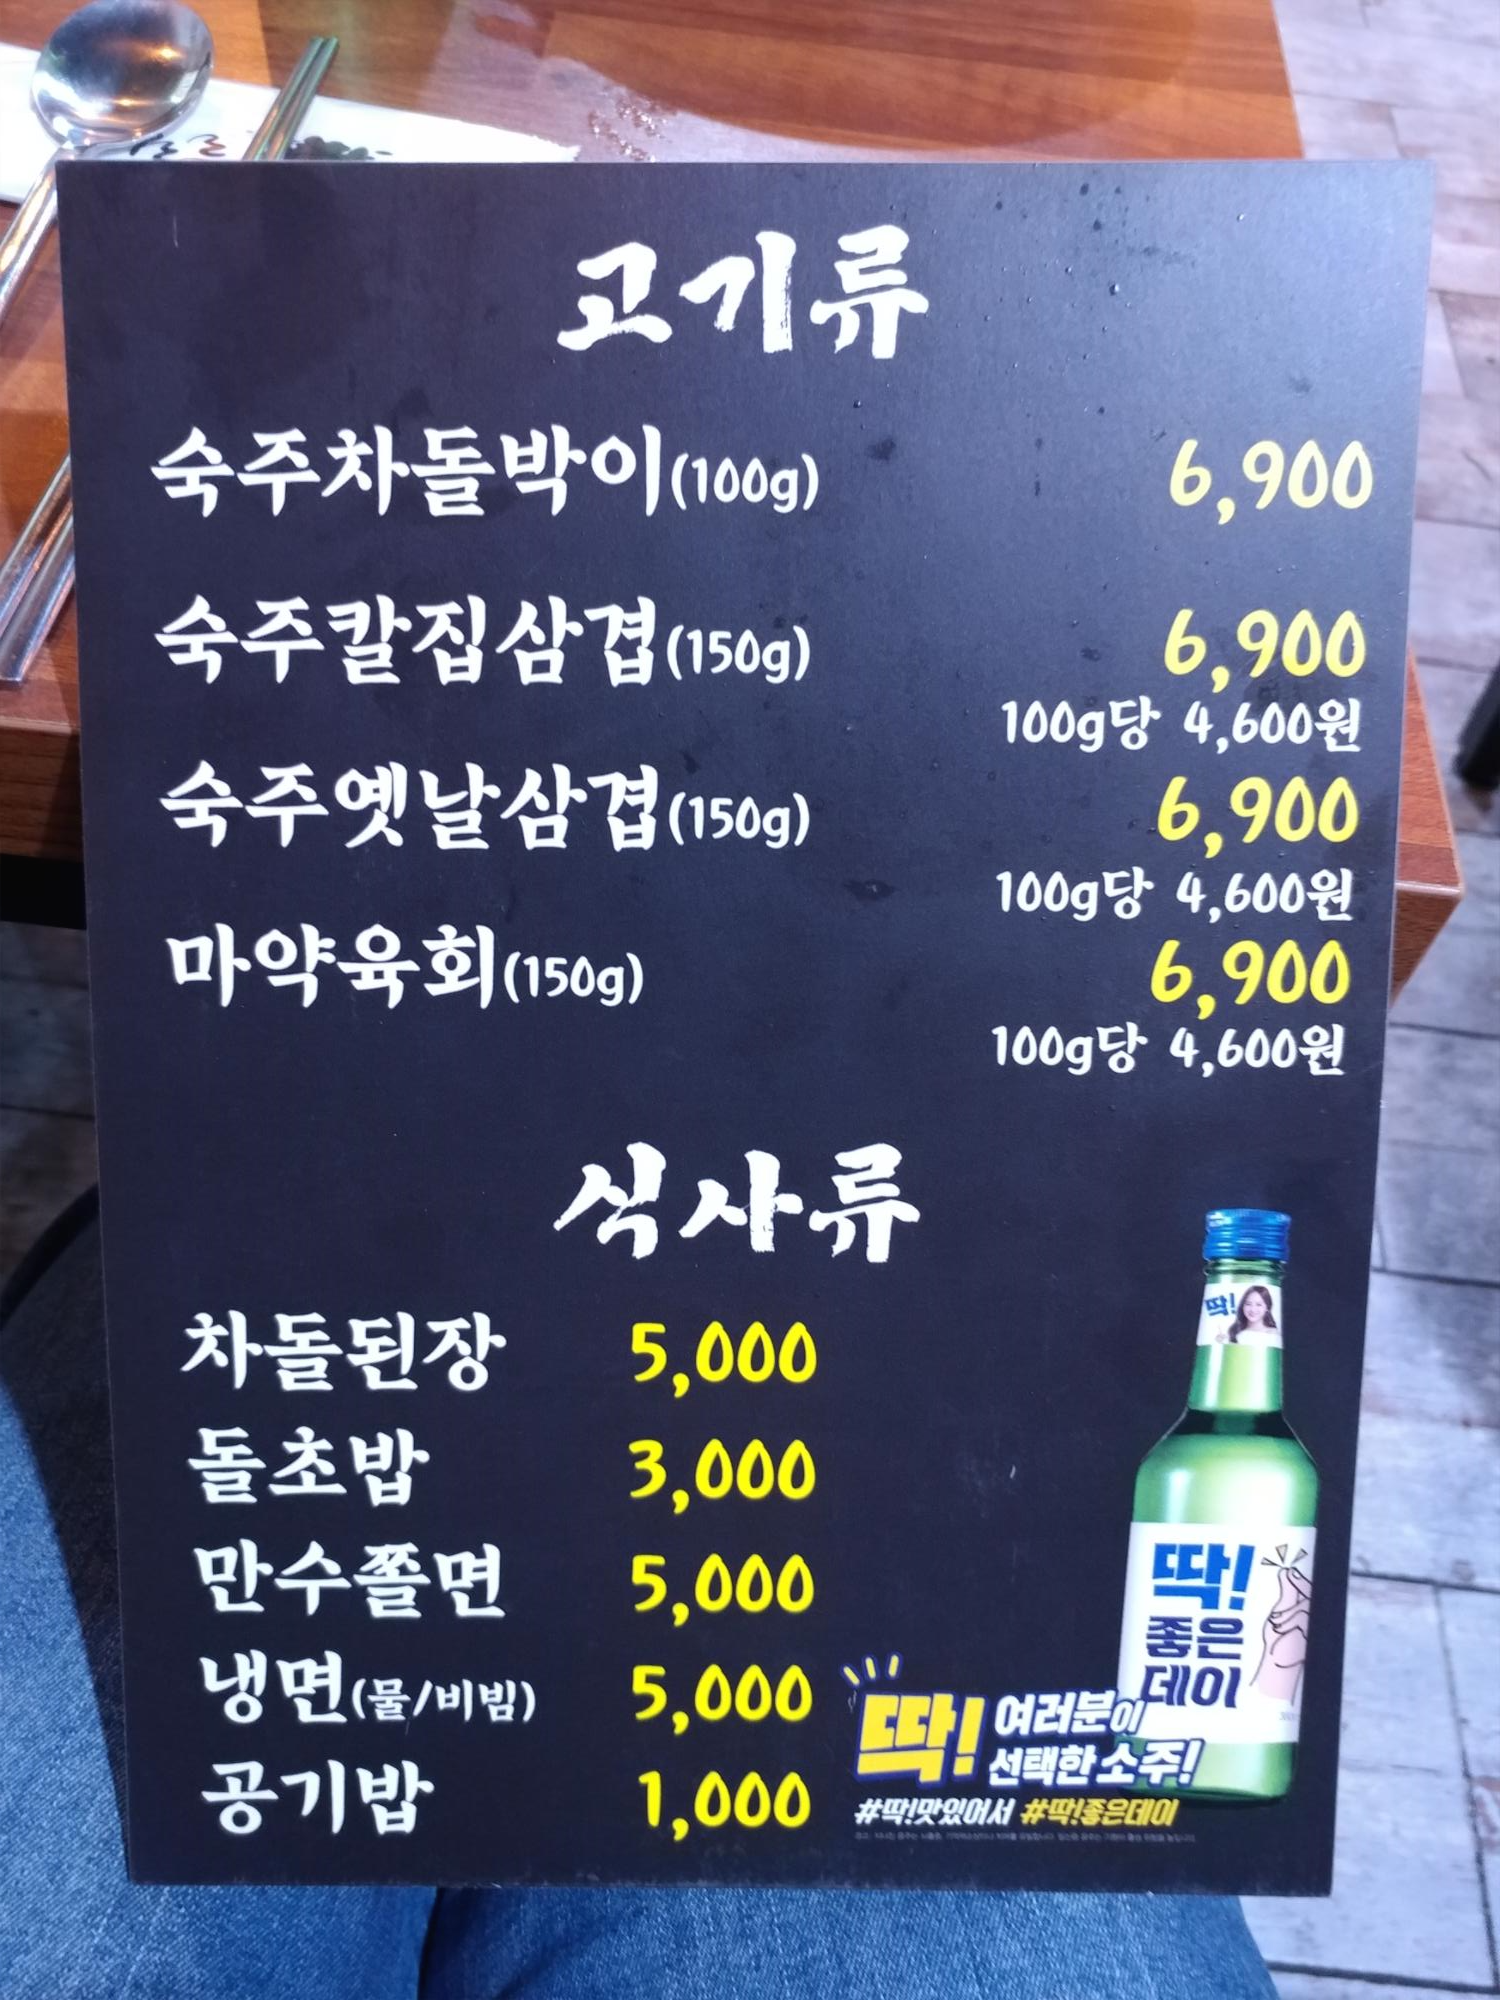 고기류
숙주차돌박이(100g) 6,900
숙주칼집삼겹(150g) 6,900
100g당 4,600원
숙주옛날삼겹(150g) 6,900
100g당 4,600원
마약육회(150g) 6,900
100g당 4,600원
식사류
차돌된장 5,000
돌초밥 3,000
만수쫄면 5,000
냉면(물/비빔) 5,000
공기밥 1,000
딱!
딱!
좋은
데이
딱! 여러분이
선택한 소주!
#딱!맛있어서 #딱!좋은데이